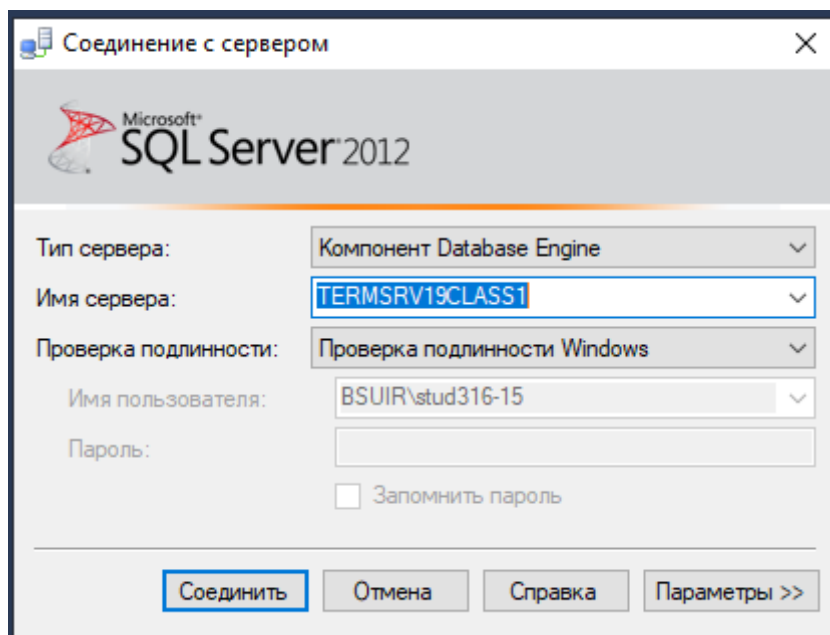 Соединение с сервером
Microsoft®
SQL Server® 2012
Тип сервера: Компонент Database Engine
Имя сервера: TERMSRV19CLASS1
Проверка подлинности: Проверка подлинности Windows
Имя пользователя: BSUIR\stud316-15
Пароль:
Запомнить пароль
Соединить Отмена Справка Параметры >>